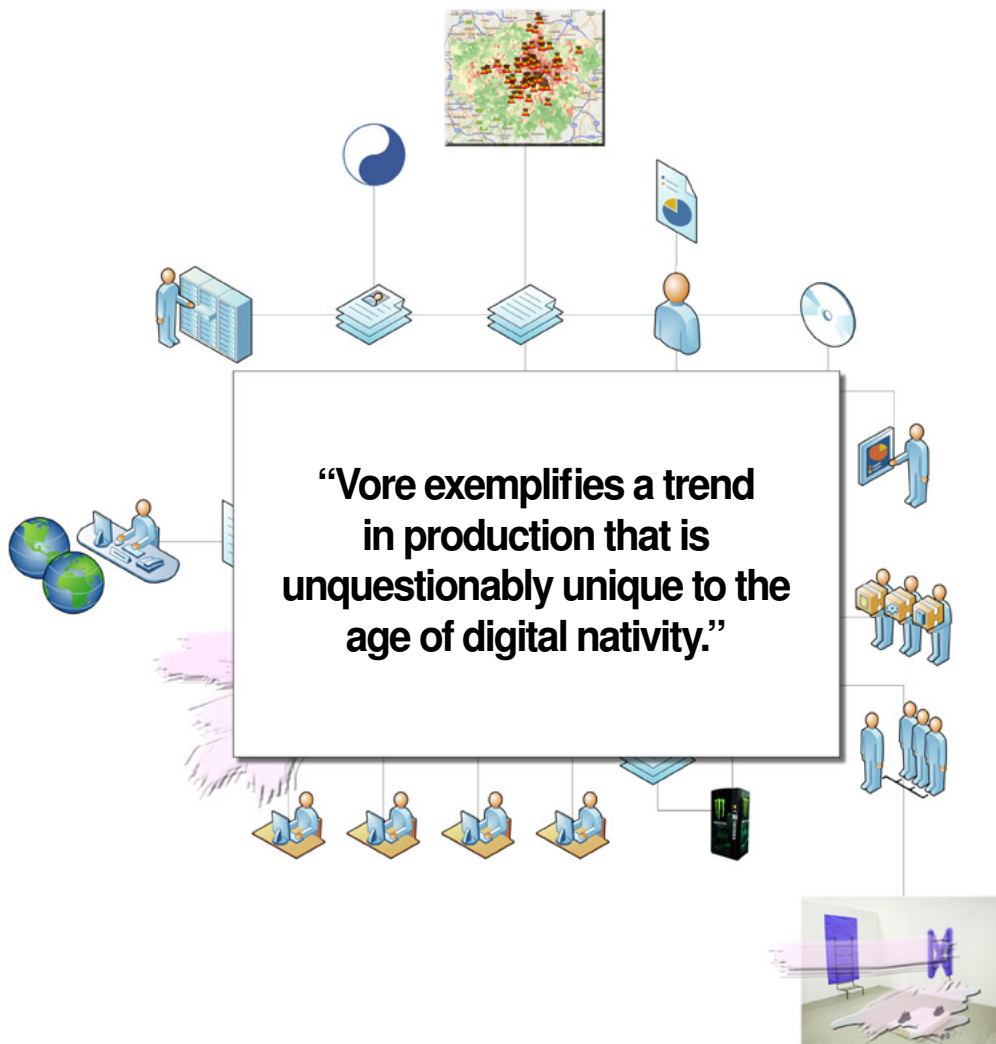 “Vore exemplifies a trend
in production that is
unquestionably unique to the
age of digital nativity.”